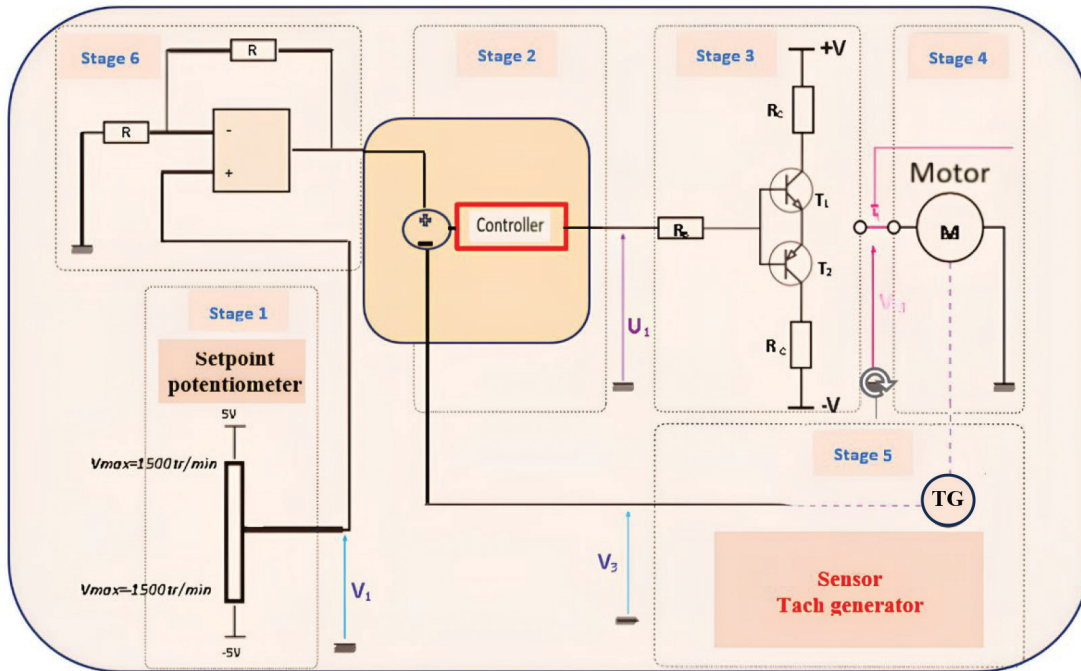 Stage 6
R
R
-
+
Stage 2
Controller
U1
Stage 3
+V
Rc
T1
T2
Rc
-V
Stage 4
Motor
M
Stage 1
Setpoint
potentiometer
5V
Vmax=1500tr/min
Vmax=-1500tr/min
-5V
V1
V3
Stage 5
TG
Sensor
Tach generator